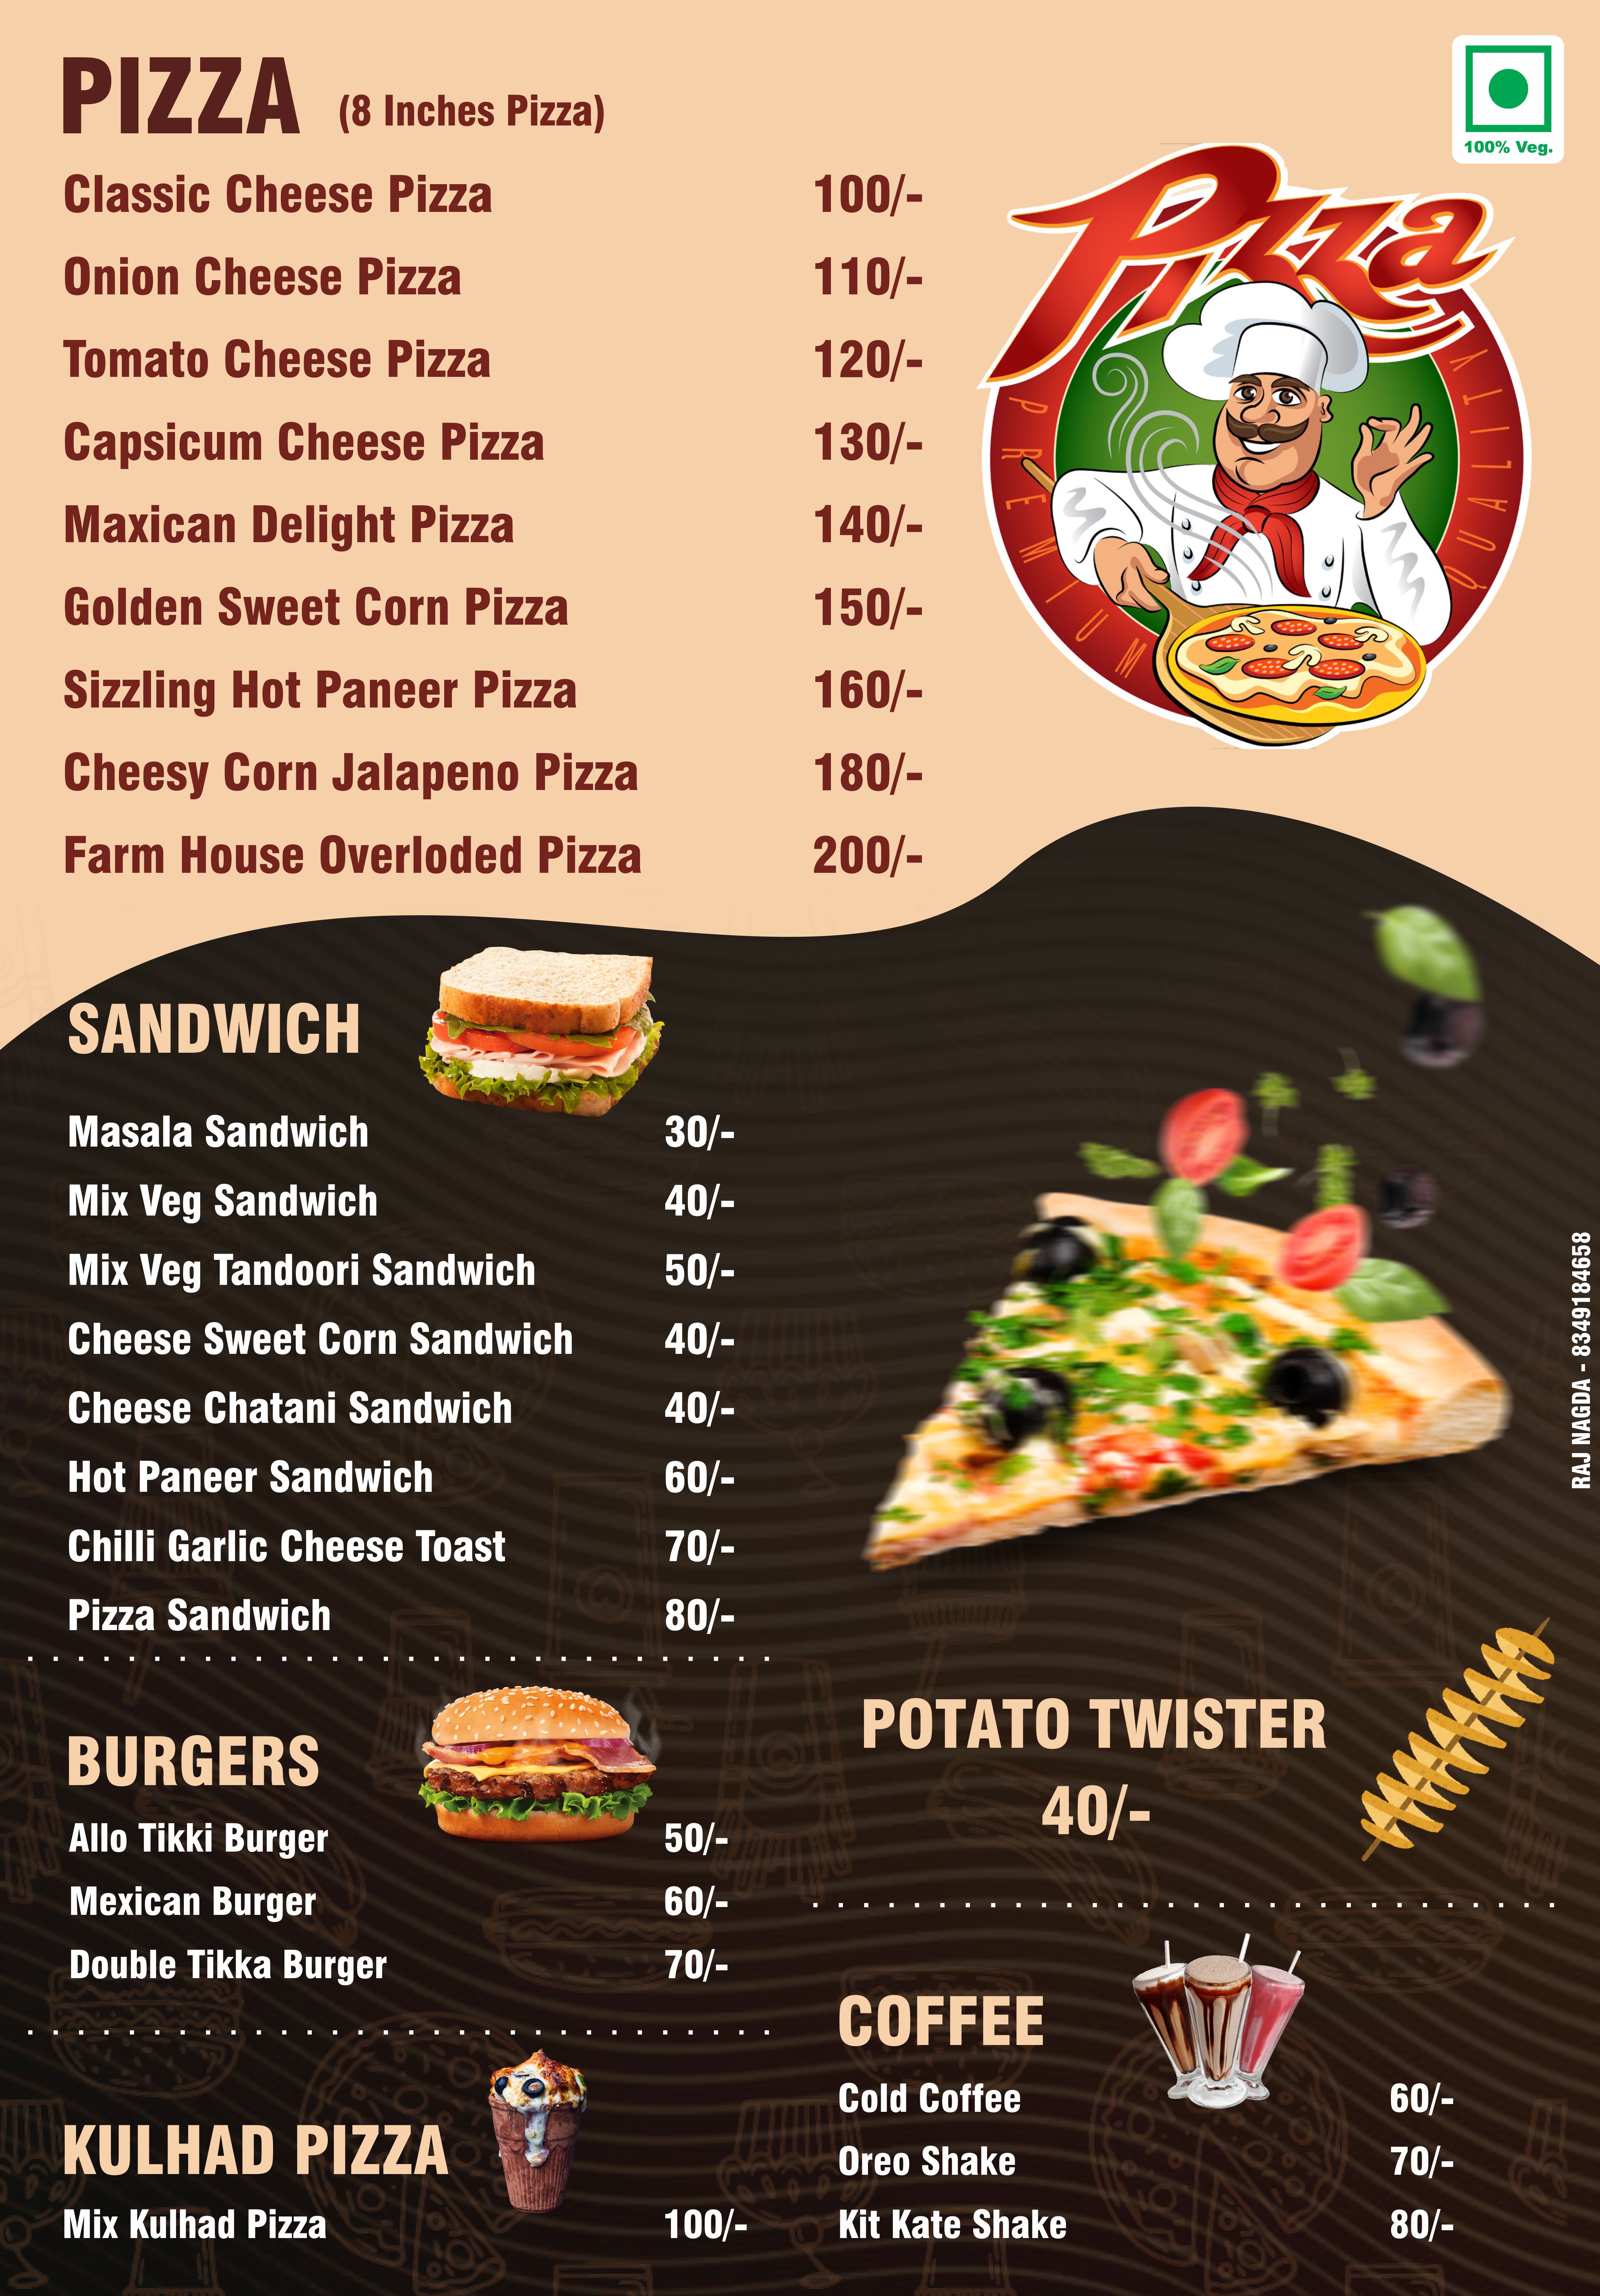 PIZZA (8 Inches Pizza)
Classic Cheese Pizza 100/-
Onion Cheese Pizza 110/-
Tomato Cheese Pizza 120/-
Capsicum Cheese Pizza 130/-
Maxican Delight Pizza 140/-
Golden Sweet Corn Pizza 150/-
Sizzling Hot Paneer Pizza 160/-
Cheesy Corn Jalapeno Pizza 180/-
Farm House Overloded Pizza 200/-
100% Veg.
Pizza
PREMIUM QUALITY
SANDWICH
Masala Sandwich 30/-
Mix Veg Sandwich 40/-
Mix Veg Tandoori Sandwich 50/-
Cheese Sweet Corn Sandwich 40/-
Cheese Chatani Sandwich 40/-
Hot Paneer Sandwich 60/-
Chilli Garlic Cheese Toast 70/-
Pizza Sandwich 80/-
BURGERS
Allo Tikki Burger 50/-
Mexican Burger 60/-
Double Tikka Burger 70/-
KULHAD PIZZA
Mix Kulhad Pizza 100/-
RAJ NAGDA - 8349184658
POTATO TWISTER
40/-
COFFEE
Cold Coffee 60/-
Oreo Shake 70/-
Kit Kate Shake 80/-